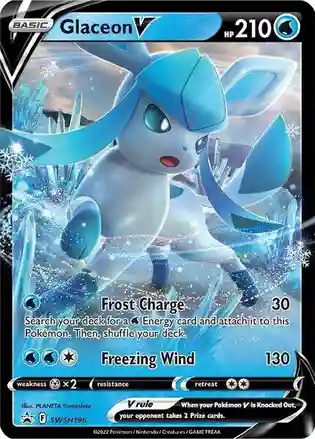 BASIC Glaceon V HP 210
Frost Charge 30
Search your deck for a Energy card and attach it to this
Pokémon. Then, shuffle your deck.
Freezing Wind 130
weakness ×2 resistance retreat
Illus. PLANETA Yamashita
V rule When your Pokémon V is Knocked Out,
your opponent takes 2 Prize cards.
F SWSH196
©2022 Pokémon / Nintendo / Creatures / GAME FREAK